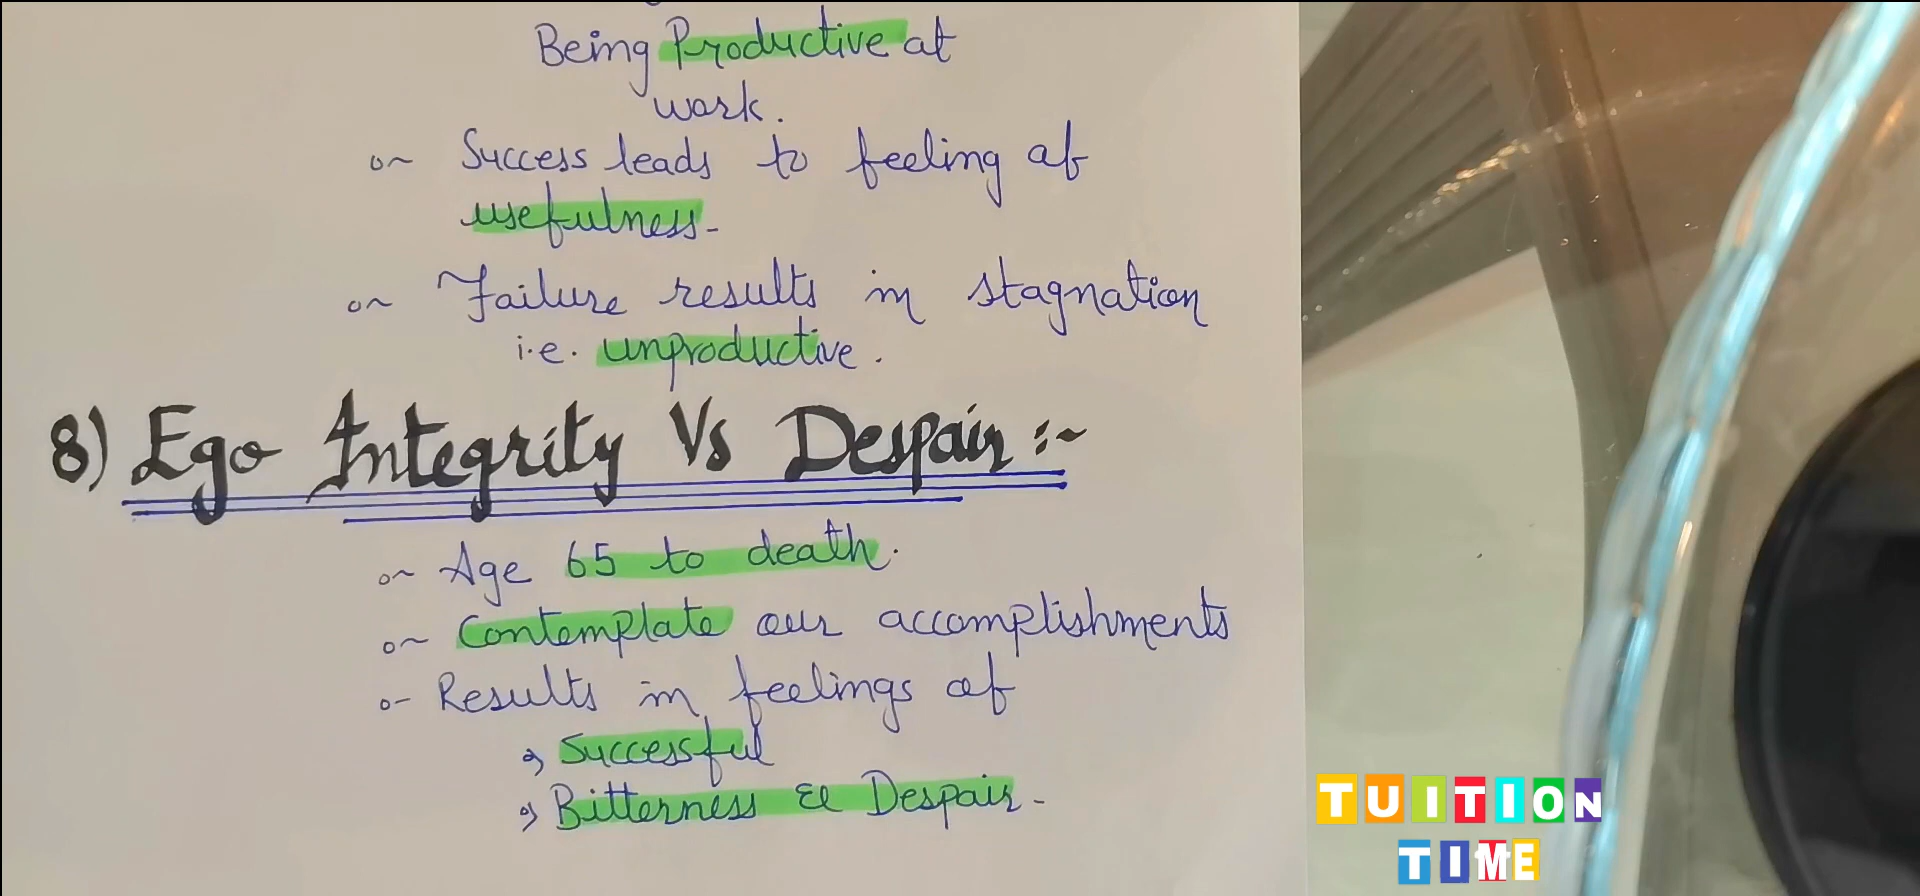 Being Productive at
work.
Success leads to feeling of
usefulness.
Failure results in stagnation
i.e. unproductive.
8) Ego Integrity Vs Despair :-
Age 65 to death.
Contemplate our accomplishments
Results in feelings of
Successful
Bitterness & Despair.
TUITION
TIME